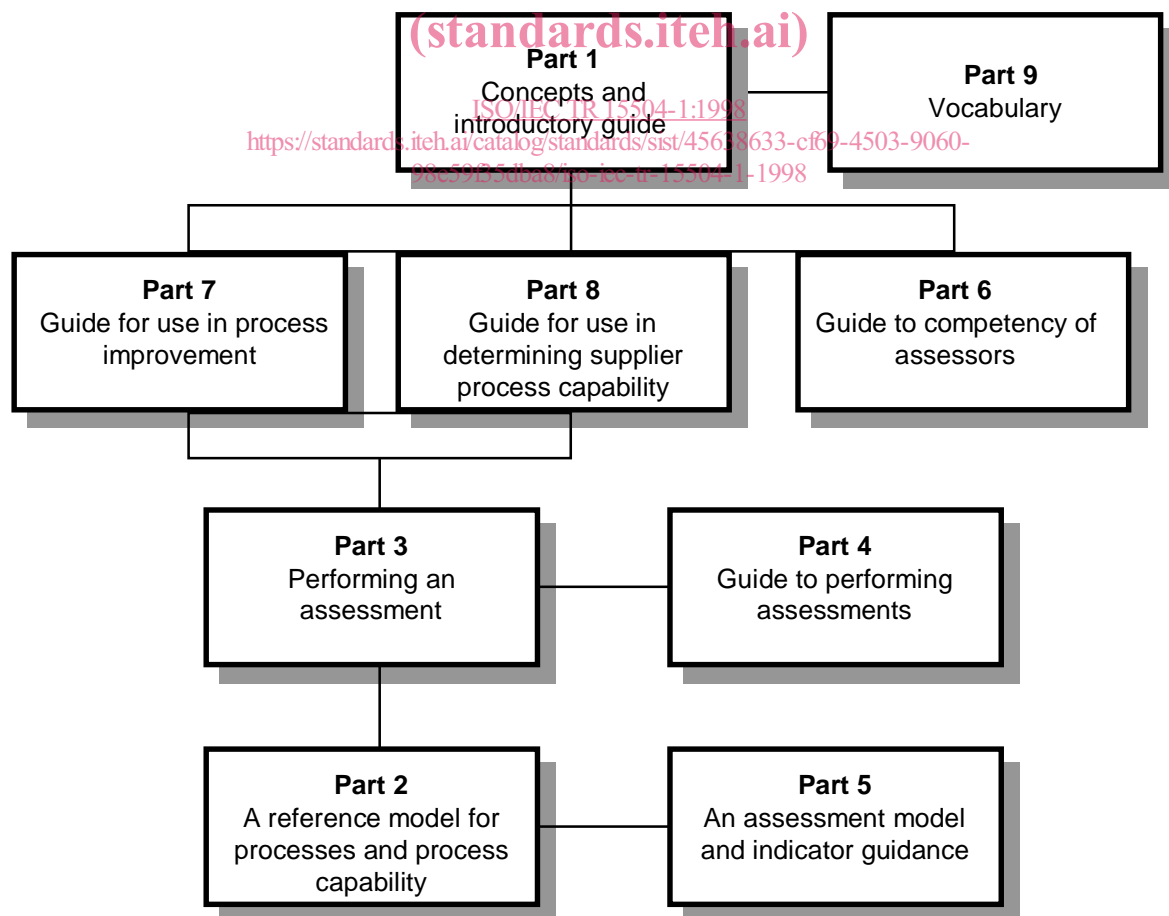 (standards.iteh.ai)
Part 1
Concepts and
introductory guide
Part 9
Vocabulary
ISO/IEC TR 15504-1:1998
https://standards.iteh.ai/catalog/standards/sist/45638633-cf69-4503-9060-
98c59f35dba8/iso-iec-tr-15504-1-1998
Part 7
Guide for use in process
improvement
Part 8
Guide for use in
determining supplier
process capability
Part 6
Guide to competency of
assessors
Part 3
Performing an
assessment
Part 4
Guide to performing
assessments
Part 2
A reference model for
processes and process
capability
Part 5
An assessment model
and indicator guidance